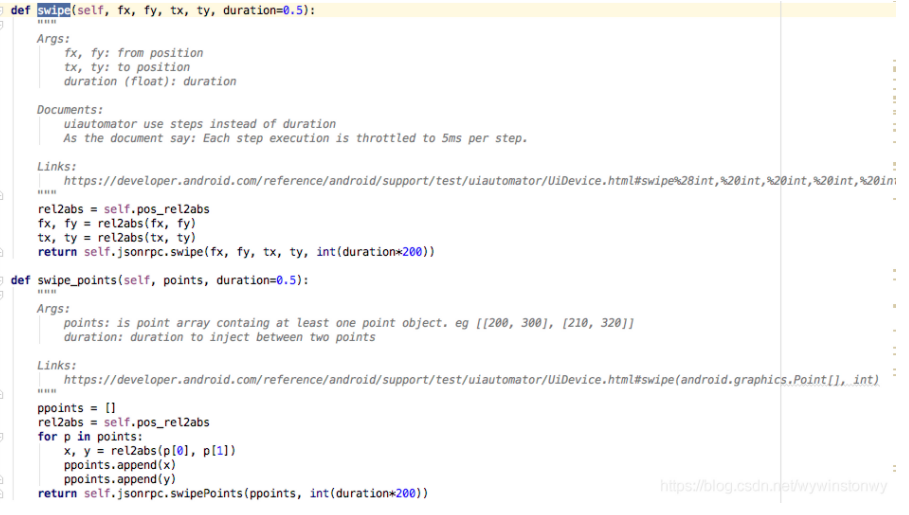 def swipe(self, fx, fy, tx, ty, duration=0.5):
"""
Args:
fx, fy: from position
tx, ty: to position
duration (float): duration
Documents:
uiautomator use steps instead of duration
As the document say: Each step execution is throttled to 5ms per step.
Links:
https://developer.android.com/reference/android/support/test/uiautomator/UiDevice.html#swipe%28int,%20int,%20int,%20int,%20int
"""
rel2abs = self.pos_rel2abs
fx, fy = rel2abs(fx, fy)
tx, ty = rel2abs(tx, ty)
return self.jsonrpc.swipe(fx, fy, tx, ty, int(duration*200))
def swipe_points(self, points, duration=0.5):
"""
Args:
points: is point array containg at least one point object. eg [[200, 300], [210, 320]]
duration: duration to inject between two points
Links:
https://developer.android.com/reference/android/support/test/uiautomator/UiDevice.html#swipe(android.graphics.Point[], int)
"""
ppoints = []
rel2abs = self.pos_rel2abs
for p in points:
x, y = rel2abs(p[0], p[1])
ppoints.append(x)
ppoints.append(y)
return self.jsonrpc.swipePoints(ppoints, int(duration*200))
https://blog.csdn.net/wywinstonwy